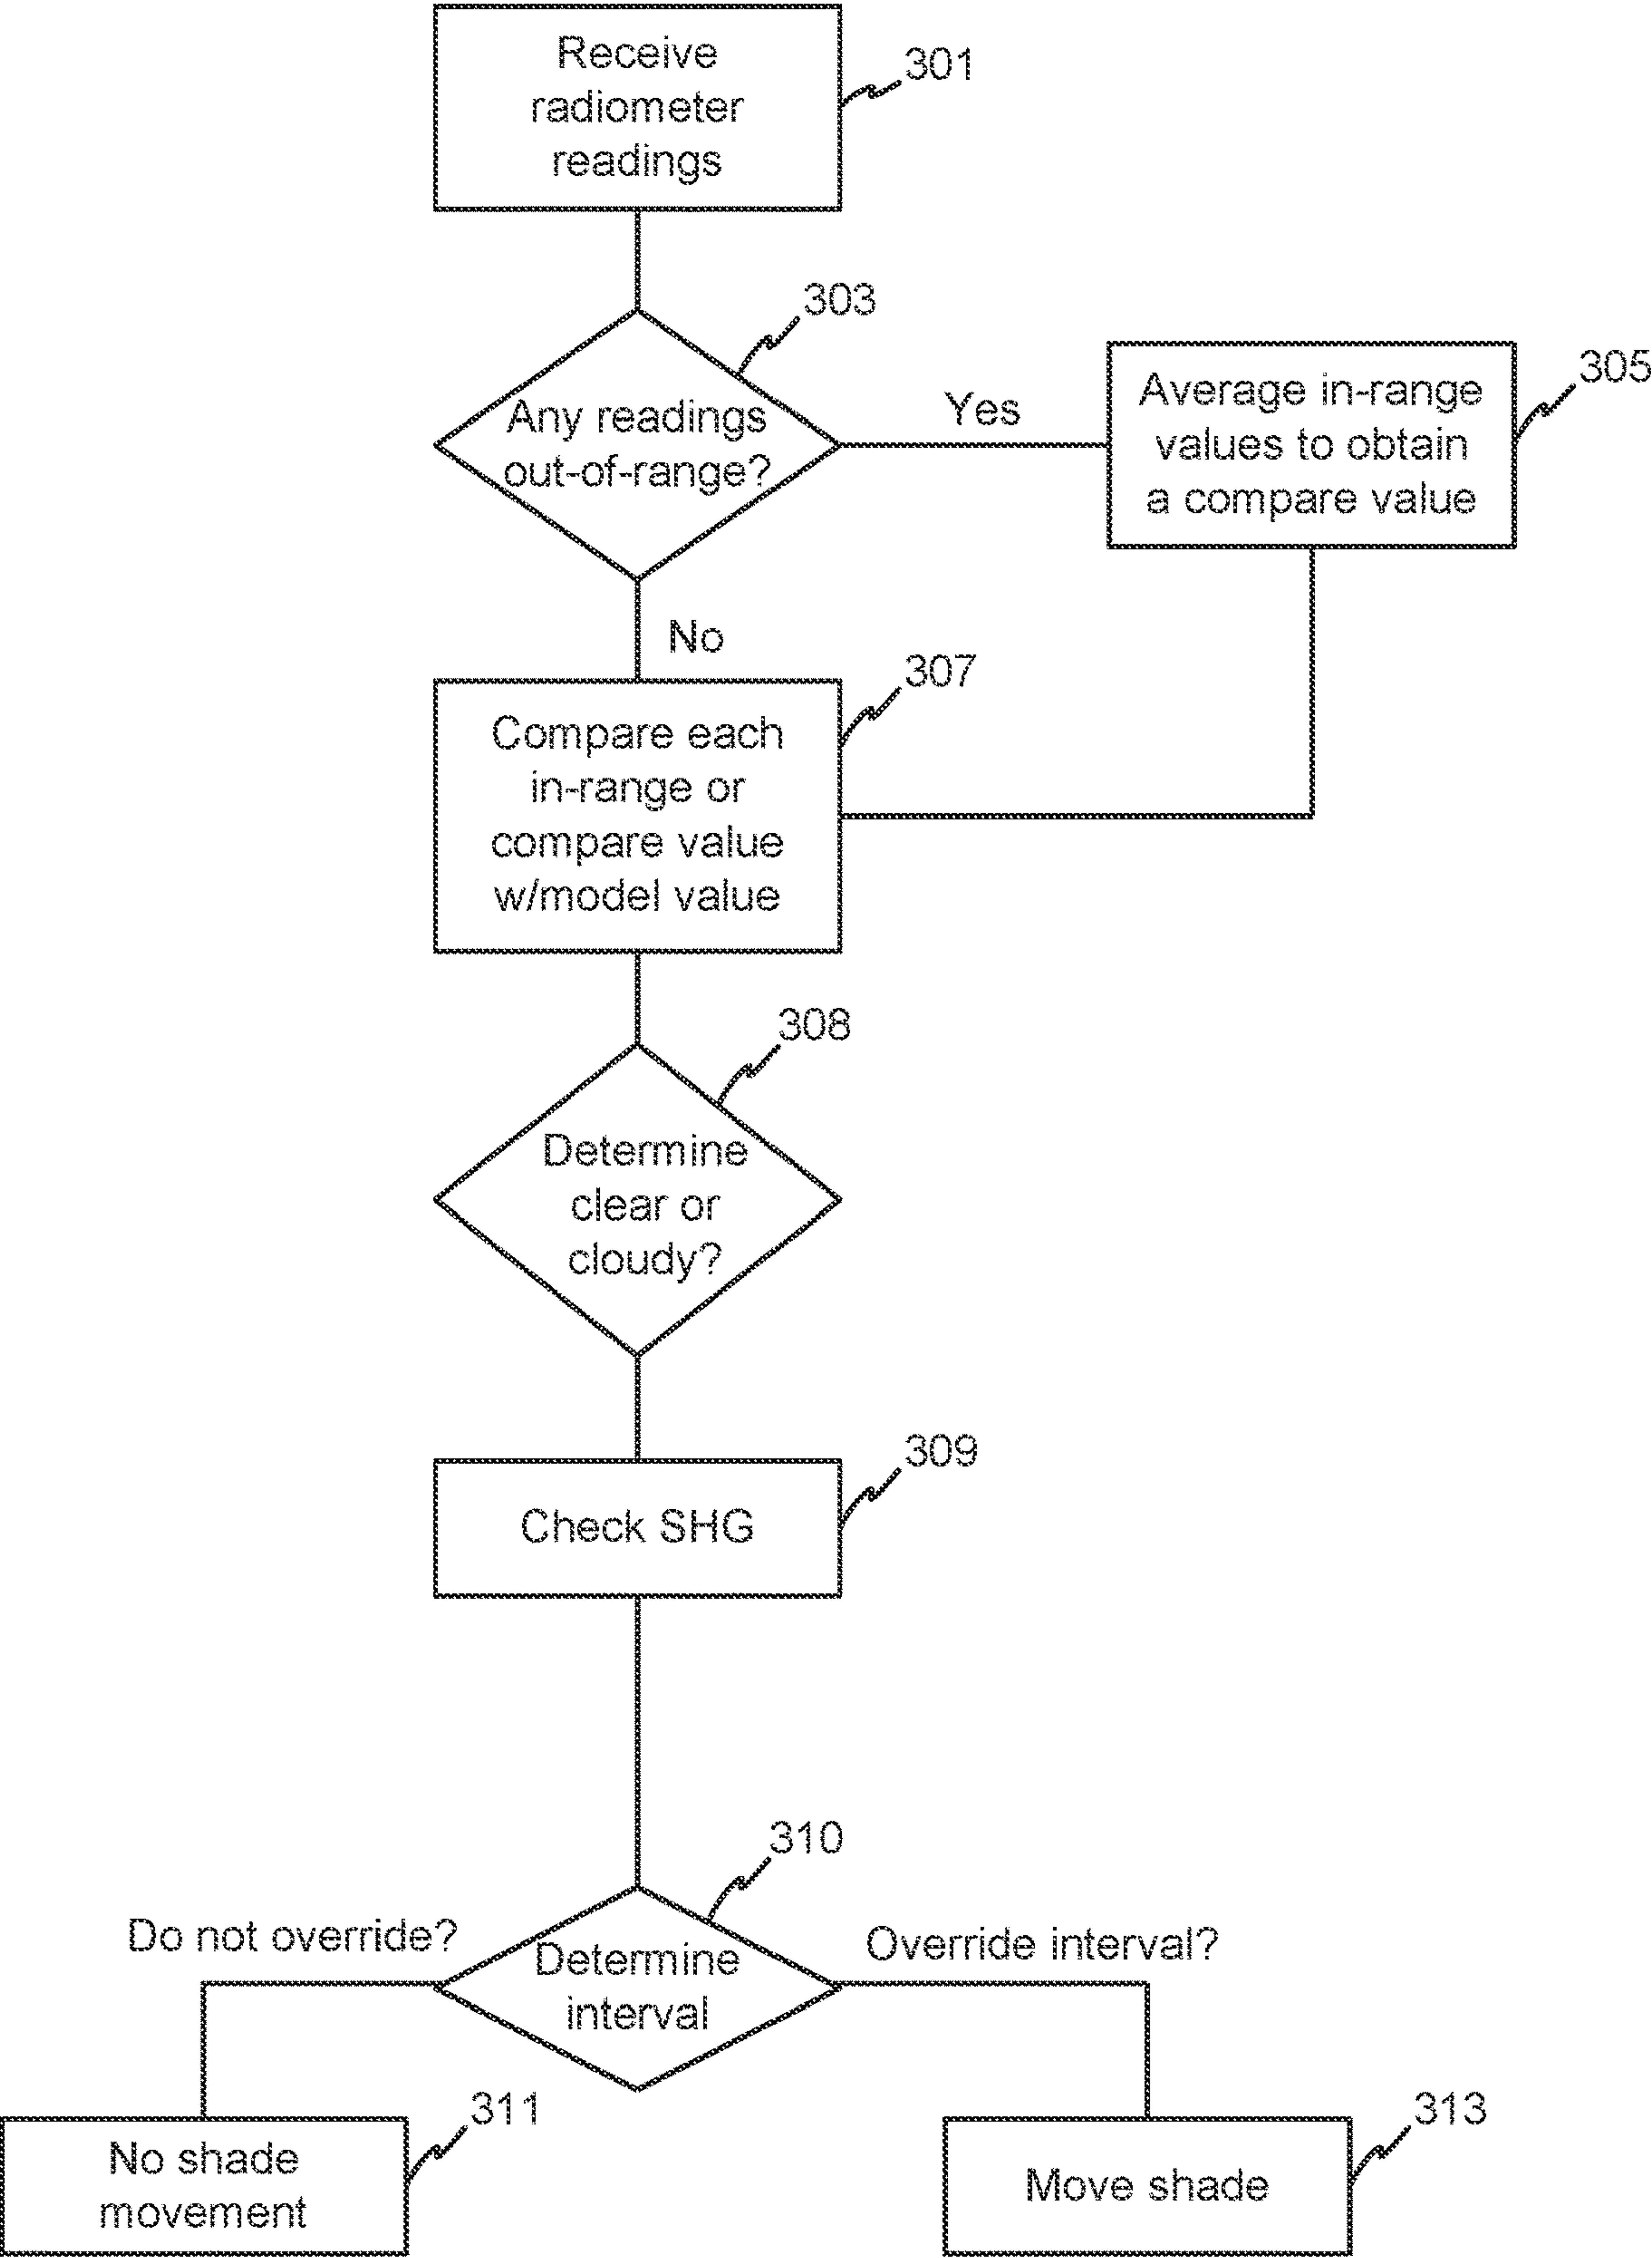 Receive
radiometer
readings
301
303
Any readings
out-of-range?
Yes
Average in-range
values to obtain
a compare value
305
No
307
Compare each
in-range or
compare value
w/model value
308
Determine
clear or
cloudy?
309
Check SHG
310
Do not override?
Determine
interval
Override interval?
311
No shade
movement
313
Move shade